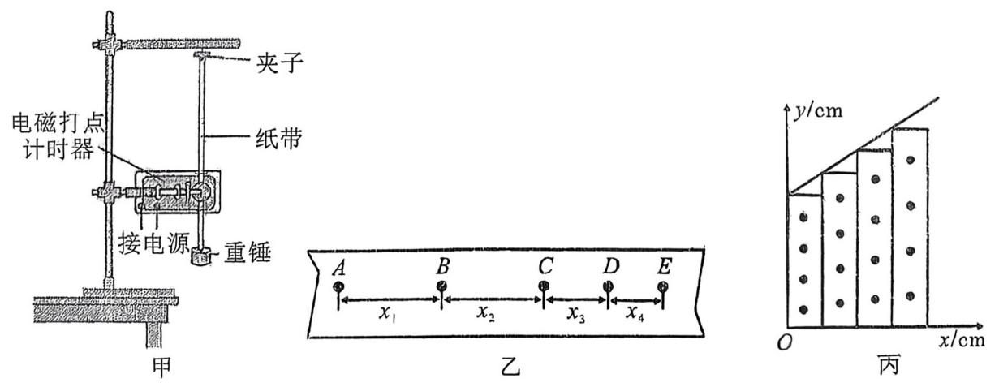 夹子
电磁打点
计时器
纸带
接电源
重锤
甲
A B C D E
x₁ x₂ x₃ x₄
乙
y/cm
O
x/cm
丙